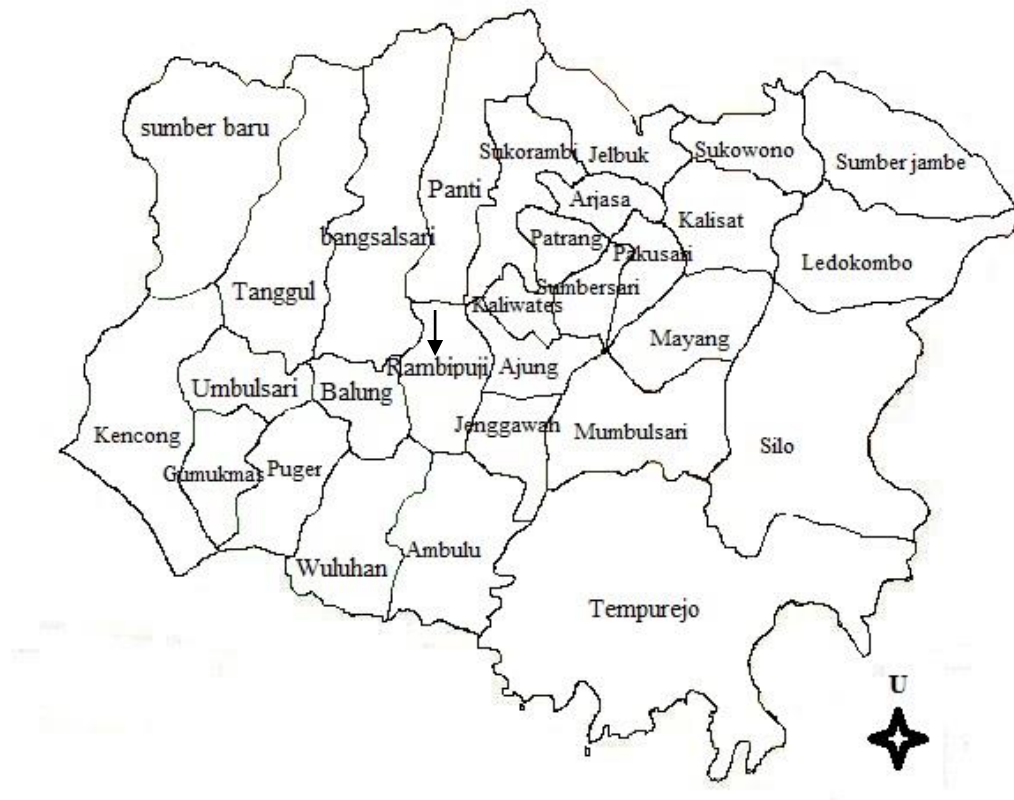 sumber baru
Sukorambi
Jelbuk
Sukowono
Sumber jambe
Panti
Arjasa
Kalisat
bangsalsari
Patrang
Pakusari
Ledokombo
Tanggul
Kaliwates
Sumbersari
Mayang
Rambipuji
Ajung
Umbulsari
Balung
Kencong
Jenggawan
Mumbulsari
Silo
Gumukmas
Puger
Wuluhan
Ambulu
Tempurejo
U